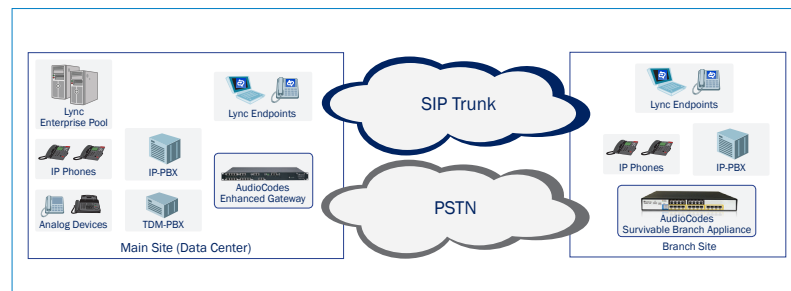 Lync
Enterprise Pool
Lync Endpoints
IP Phones
IP-PBX
AudioCodes
Enhanced Gateway
Analog Devices
TDM-PBX
Main Site (Data Center)
SIP Trunk
PSTN
Lync Endpoints
IP Phones
IP-PBX
AudioCodes
Survivable Branch Appliance
Branch Site